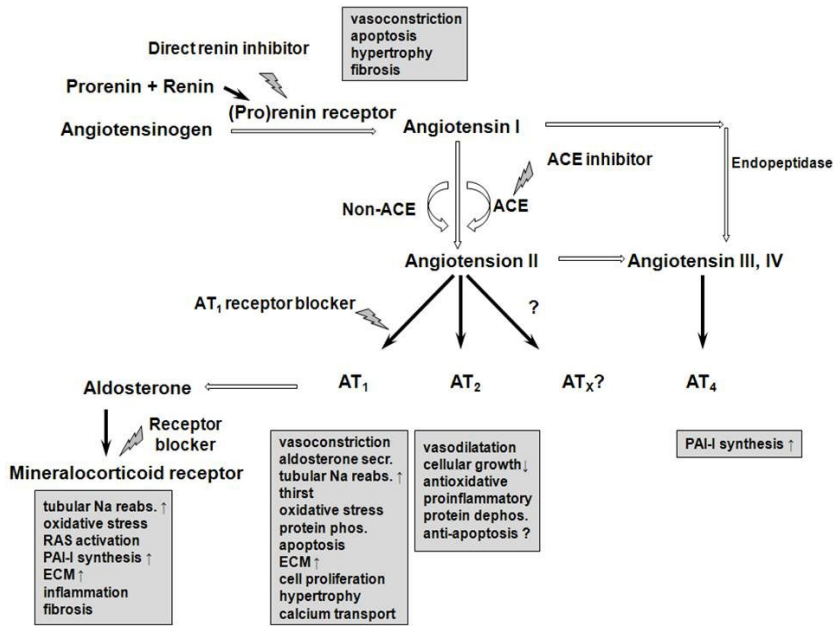 vasoconstriction
apoptosis
hypertrophy
fibrosis
Direct renin inhibitor
Prorenin + Renin
(Pro)renin receptor
Angiotensinogen
Angiotensin I
ACE inhibitor
Endopeptidase
Non-ACE
ACE
Angiotension II
Angiotensin III, IV
AT₁ receptor blocker
?
Aldosterone
AT₁
AT₂
ATₓ?
AT₄
Receptor
blocker
Mineralocorticoid receptor
tubular Na reabs. ↑
oxidative stress
RAS activation
PAI-I synthesis ↑
ECM ↑
inflammation
fibrosis
vasoconstriction
aldosterone secr.
tubular Na reabs. ↑
thirst
oxidative stress
protein phos.
apoptosis
ECM ↑
cell proliferation
hypertrophy
calcium transport
vasodilatation
cellular growth↓
antioxidative
proinflammatory
protein dephos.
anti-apoptosis ?
PAI-I synthesis ↑